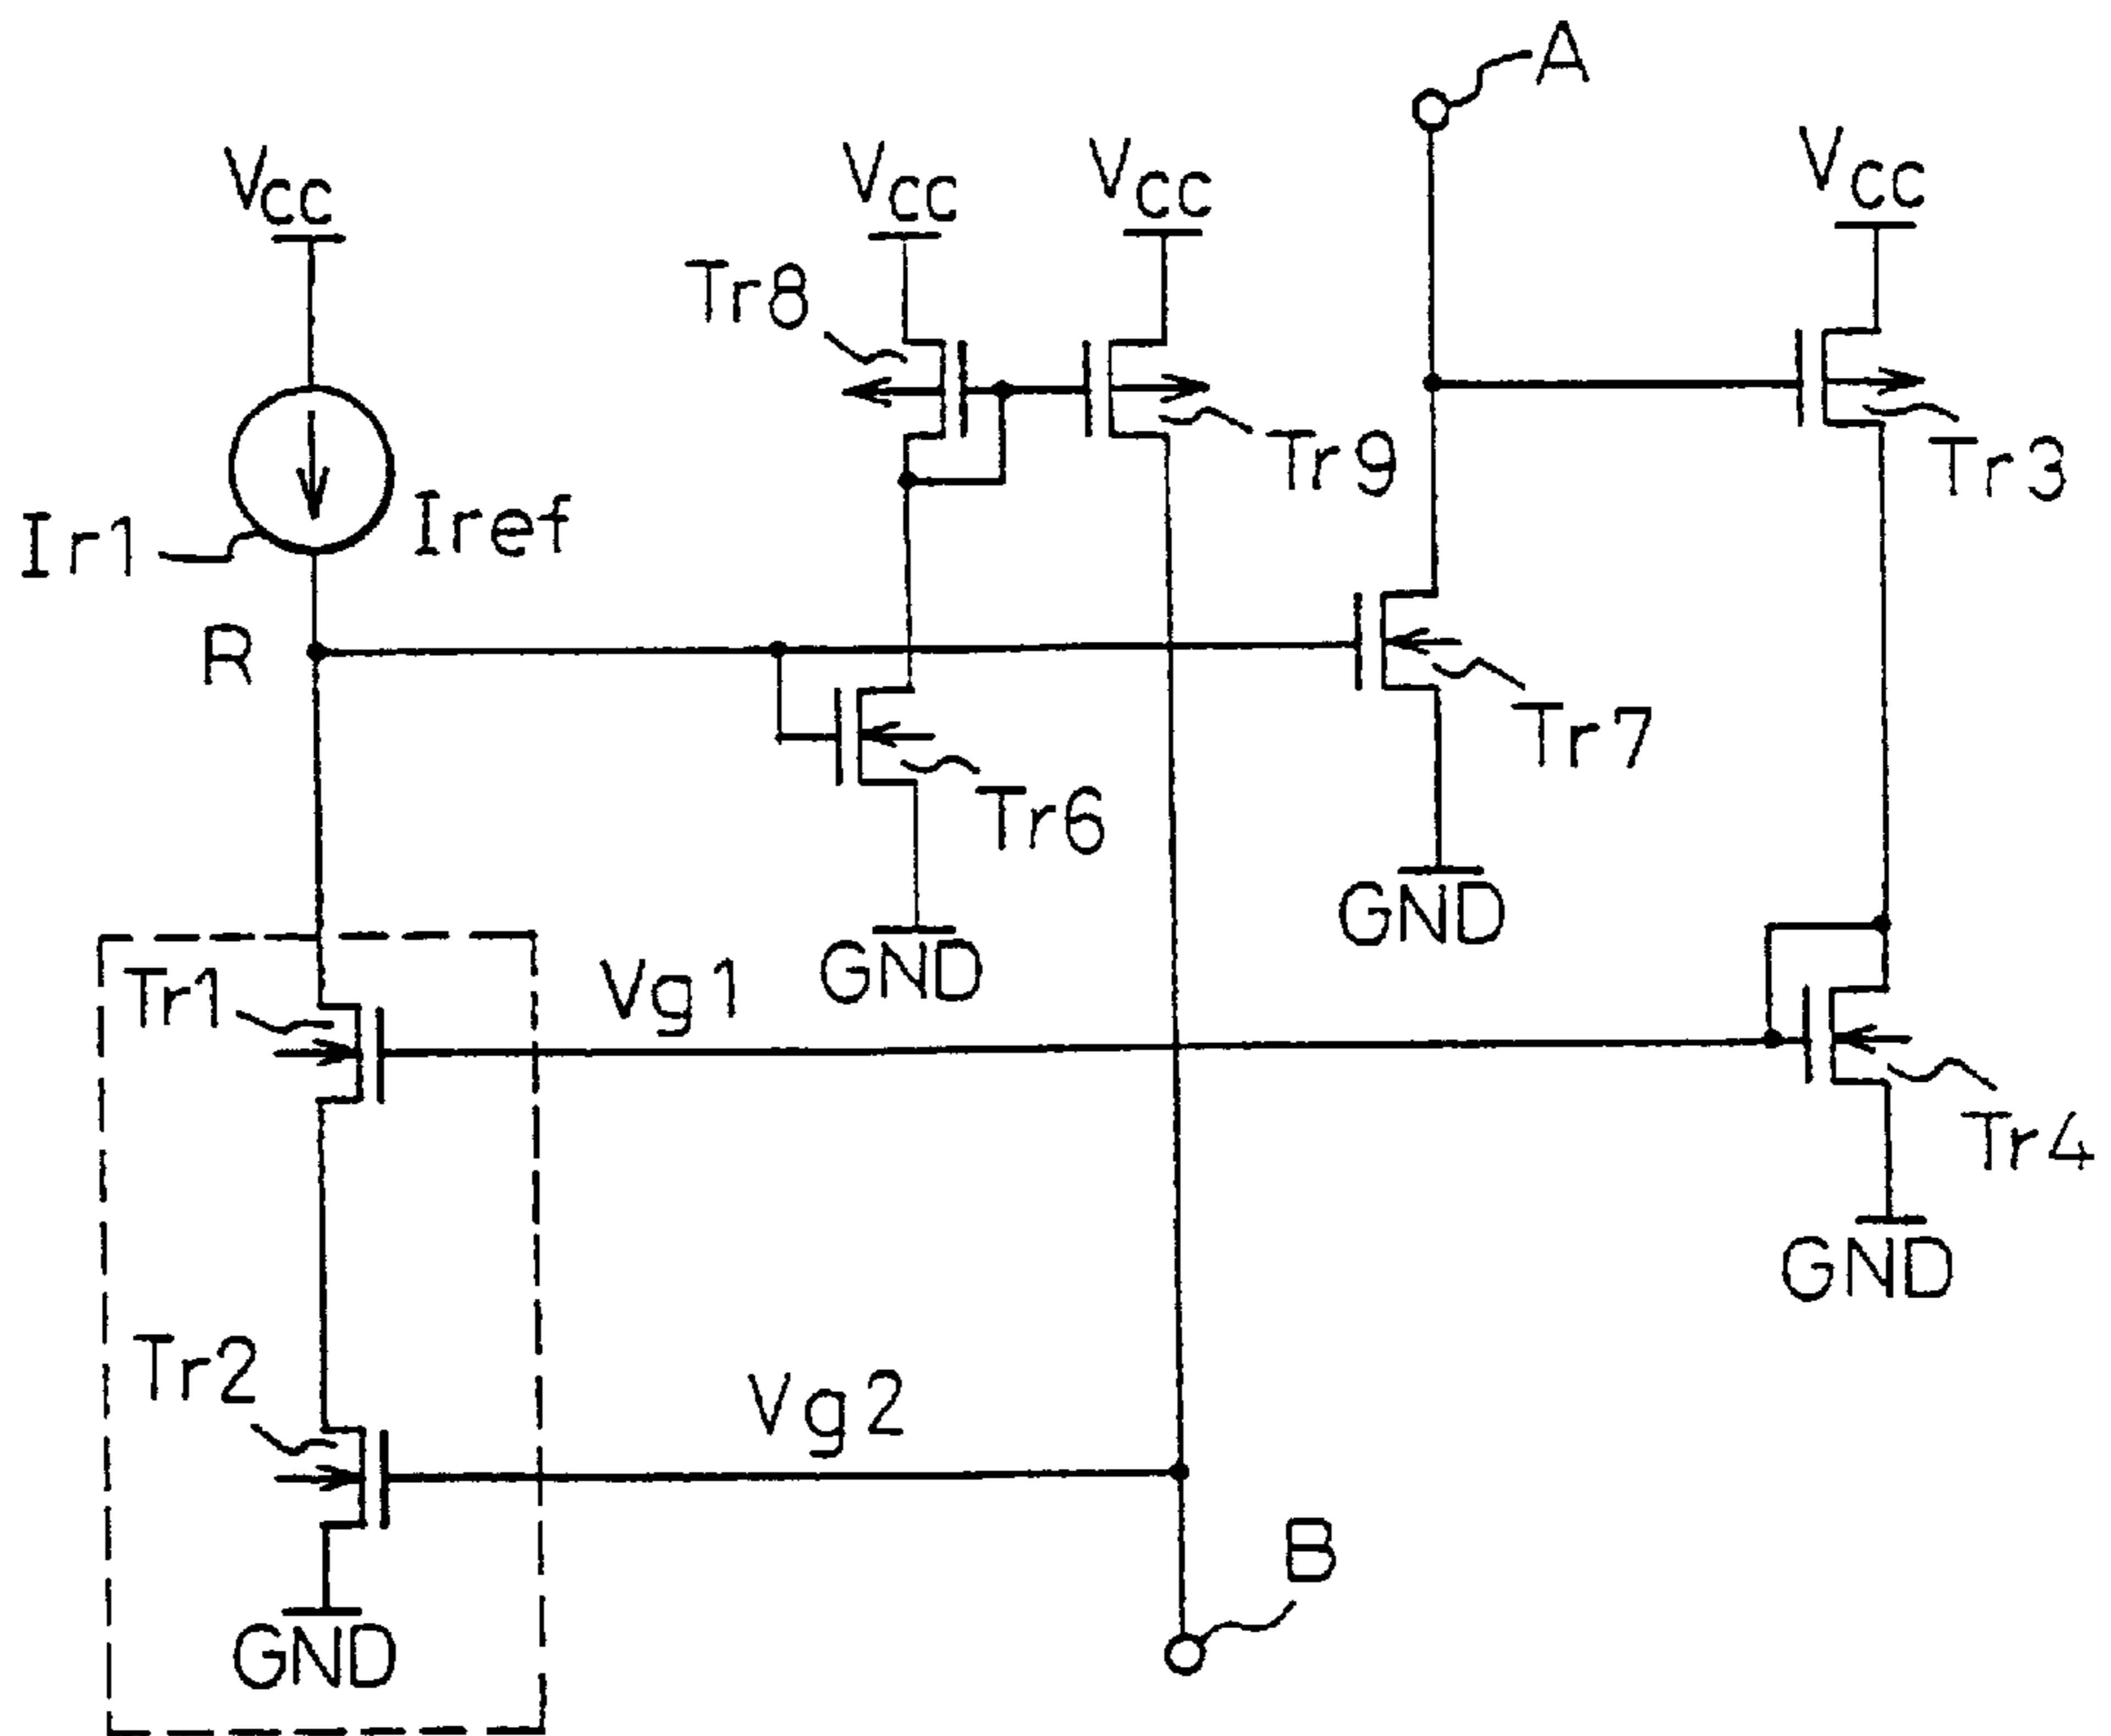 A
Vcc
Vcc
Vcc
Vcc
Tr8
Tr9
Tr3
Ir1
Iref
R
Tr7
Tr6
GND
GND
Tr1
Vg1
Tr4
GND
Tr2
Vg2
B
GND